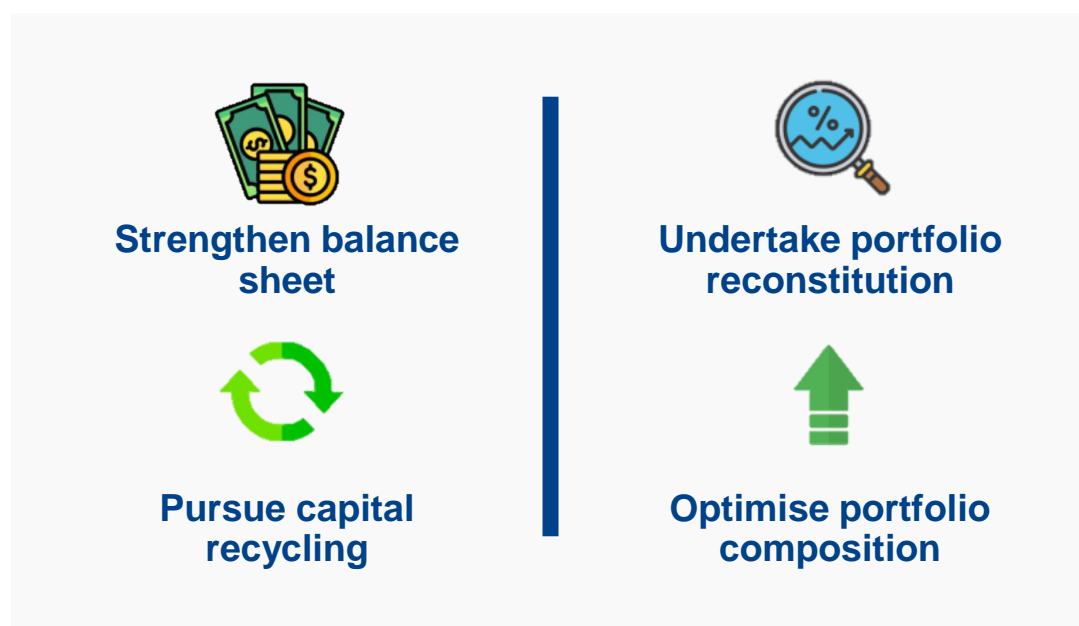 Strengthen balance
sheet
Undertake portfolio
reconstitution
Pursue capital
recycling
Optimise portfolio
composition